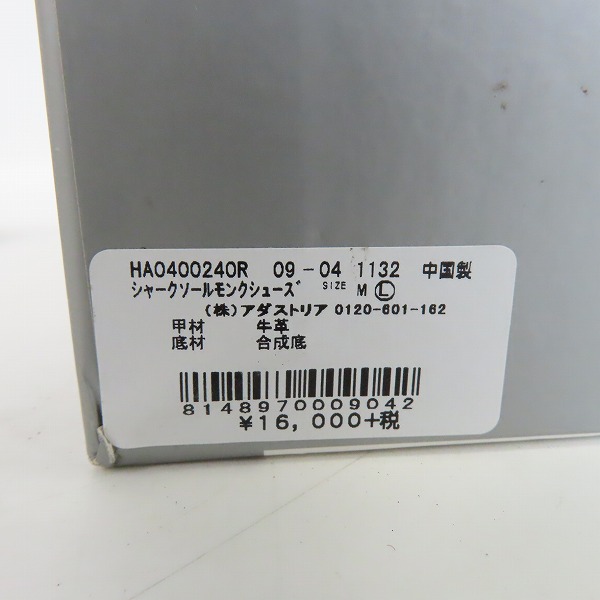 HA0400240R 09-04 1132 中国製
シャークソールモンクシューズ SIZE M Ⓛ
(株)アダストリア 0120-601-162
甲材 牛革
底材 合成底
8148970009042
¥16,000+税